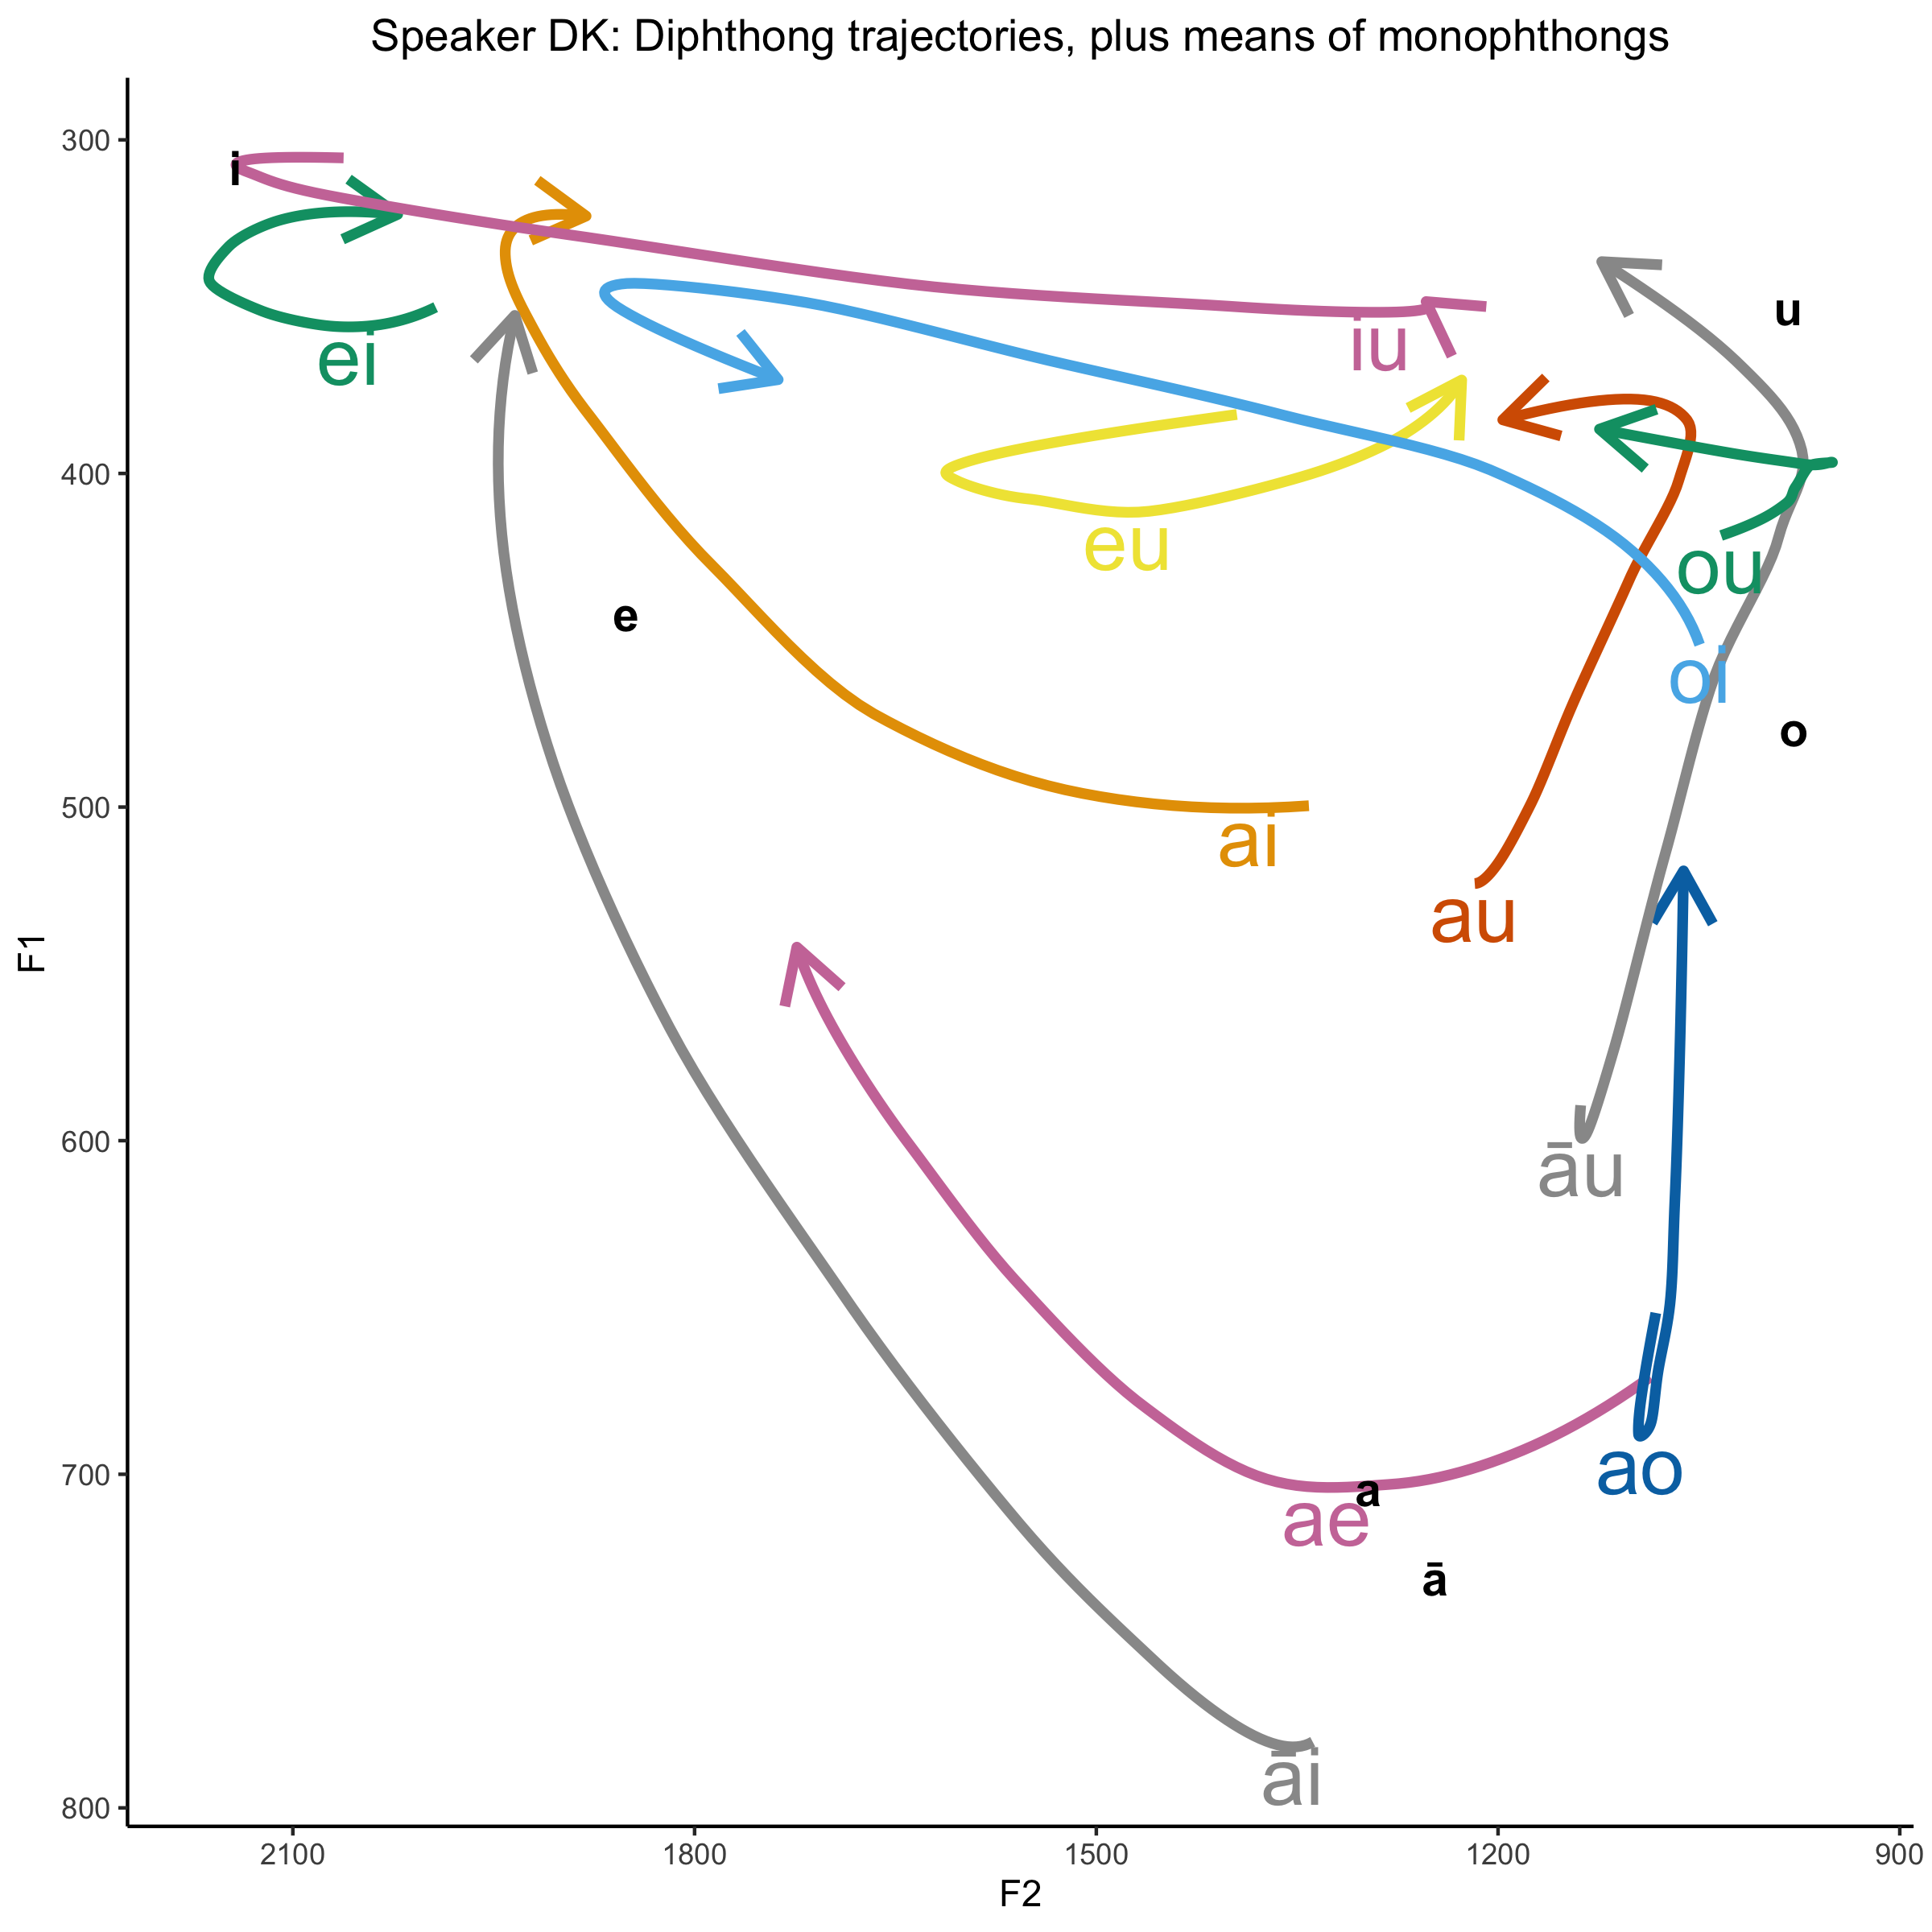 Speaker DK: Diphthong trajectories, plus means of monophthongs
300
i
u
iu
ei
400
eu
ou
e
oi
o
500
ai
au
F1
600
āu
700
a
ao
ae
ā
āi
800
2100
1800
1500
1200
900
F2